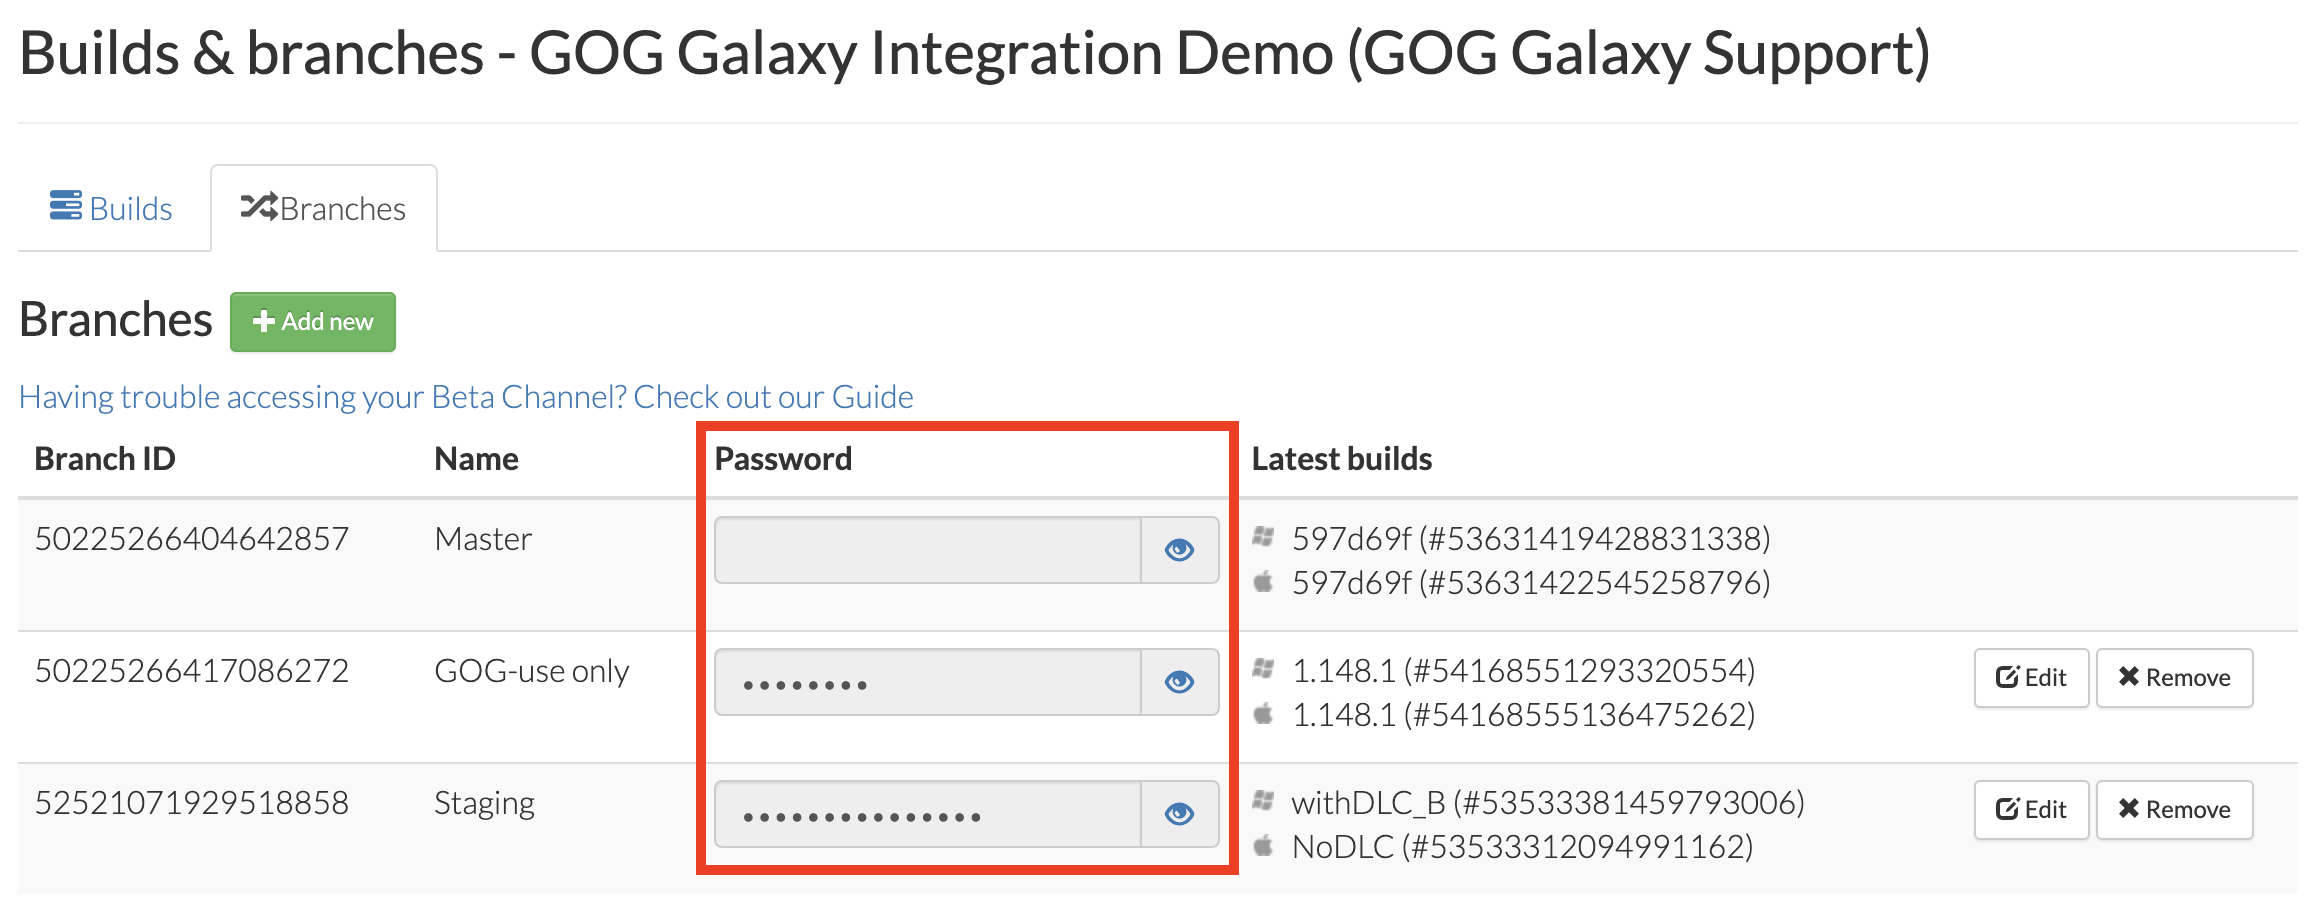 Builds & branches - GOG Galaxy Integration Demo (GOG Galaxy Support)
Builds Branches
Branches Add new
Having trouble accessing your Beta Channel? Check out our Guide
Branch ID Name Password Latest builds
50225266404642857 Master 597d69f (#53631419428831338)
597d69f (#53631422545258796)
50225266417086272 GOG-use only •••••••• 1.148.1 (#54168551293320554) Edit Remove
1.148.1 (#54168555136475262)
52521071929518858 Staging ••••••••••••••• withDLC_B (#53533381459793006) Edit Remove
NoDLC (#53533312094991162)